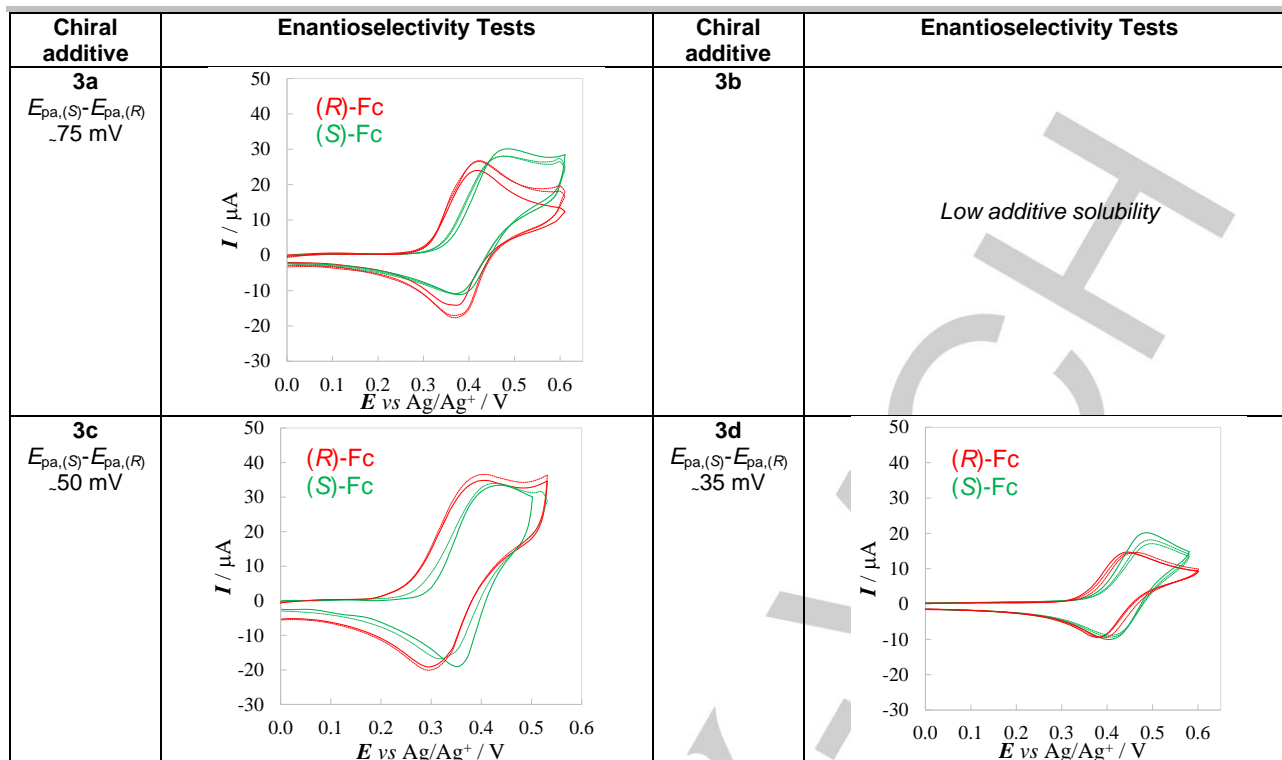 Chiral additive
Enantioselectivity Tests
Chiral additive
Enantioselectivity Tests
3a
Epa,(S)-Epa,(R)
~75 mV
50
40
30
20
10
0
-10
-20
-30
I / µA
(R)-Fc
(S)-Fc
0.0 0.1 0.2 0.3 0.4 0.5 0.6
E vs Ag/Ag+ / V
3b
Low additive solubility
3c
Epa,(S)-Epa,(R)
~50 mV
50
40
30
20
10
0
-10
-20
-30
I / µA
(R)-Fc
(S)-Fc
0.0 0.1 0.2 0.3 0.4 0.5 0.6
E vs Ag/Ag+ / V
3d
Epa,(S)-Epa,(R)
~35 mV
50
40
30
20
10
0
-10
-20
-30
I / µA
(R)-Fc
(S)-Fc
0.0 0.1 0.2 0.3 0.4 0.5 0.6
E vs Ag/Ag+ / V